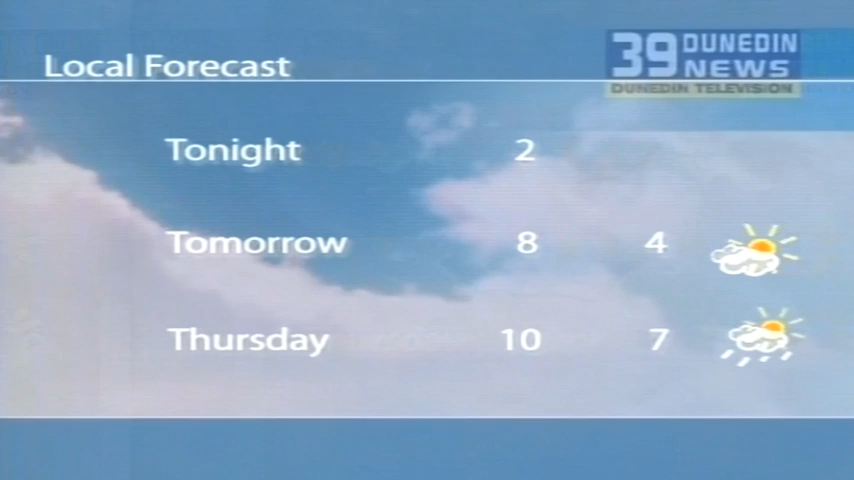 Local Forecast
39 DUNEDIN NEWS
DUNEDIN TELEVISION
Tonight 2
Tomorrow 8 4
Thursday 10 7